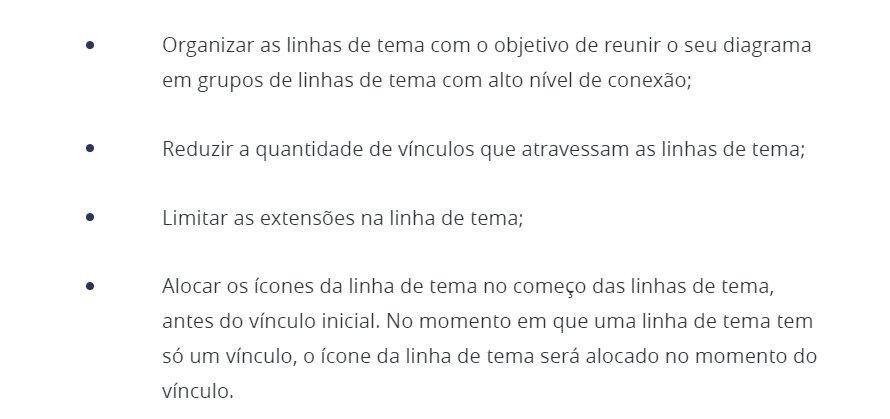 Organizar as linhas de tema com o objetivo de reunir o seu diagrama
em grupos de linhas de tema com alto nível de conexão;
Reduzir a quantidade de vínculos que atravessam as linhas de tema;
Limitar as extensões na linha de tema;
Alocar os ícones da linha de tema no começo das linhas de tema,
antes do vínculo inicial. No momento em que uma linha de tema tem
só um vínculo, o ícone da linha de tema será alocado no momento do
vínculo.